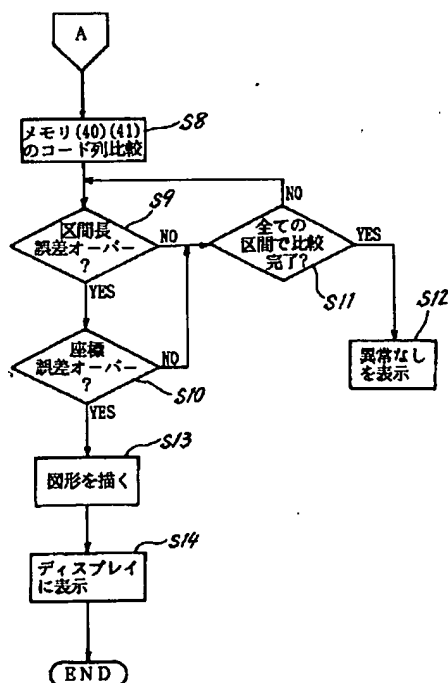 A
メモリ(40)(41)
のコード列比較
S8
区間長
誤差オーバー
?
S9
NO
YES
全ての
区間で比較
完了?
S11
NO
YES
S12
異常なし
を表示
座標
誤差オーバー
?
S10
NO
YES
S13
図形を描く
S14
ディスプレイ
に表示
END